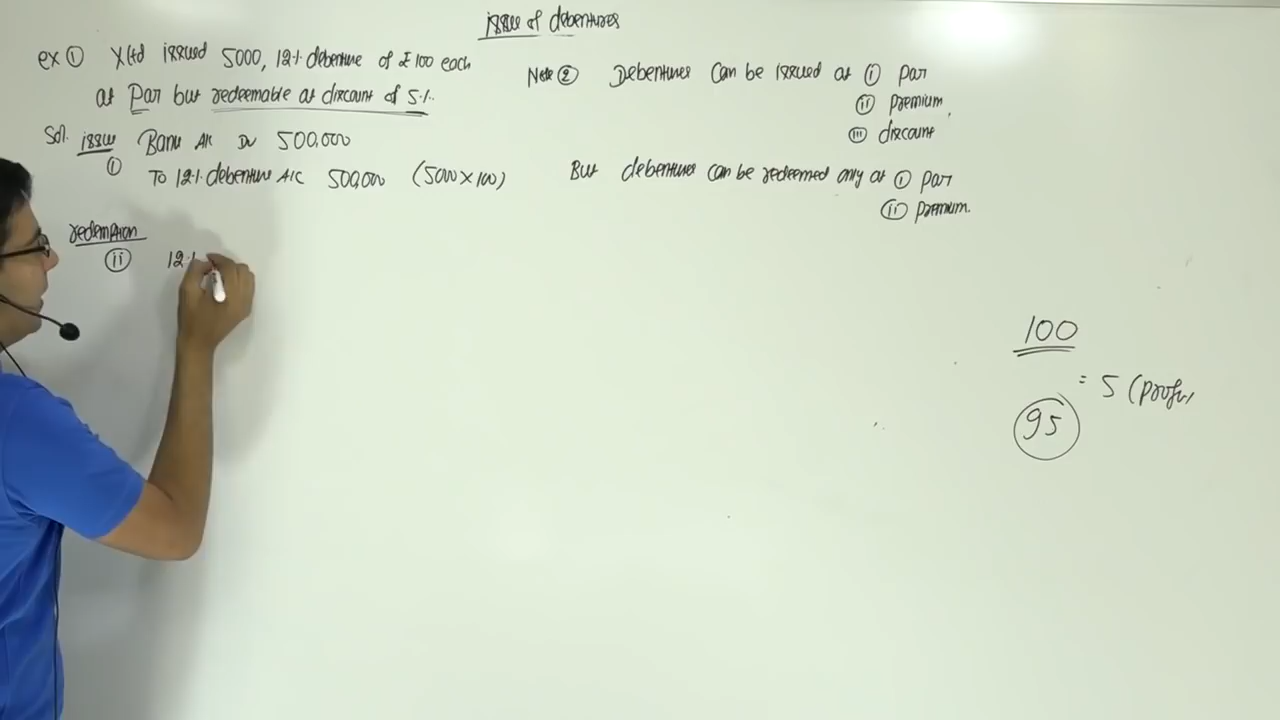 issue of debentures
ex ① X Ltd issued 5000, 12% debenture of ₹100 each
at Par but redeemable at discount of 5%.
Sol. issue Bank A/c Dr 500,000
①
To 12% debenture A/c 500,000 (5000×100)
redemption
ii 12%
Note ② Debentures Can be issued at ⓘ Par
ii premium,
iii discount
But debentures can be redeemed only at ⓘ par
ii premium.
100
= 5 (profit
95